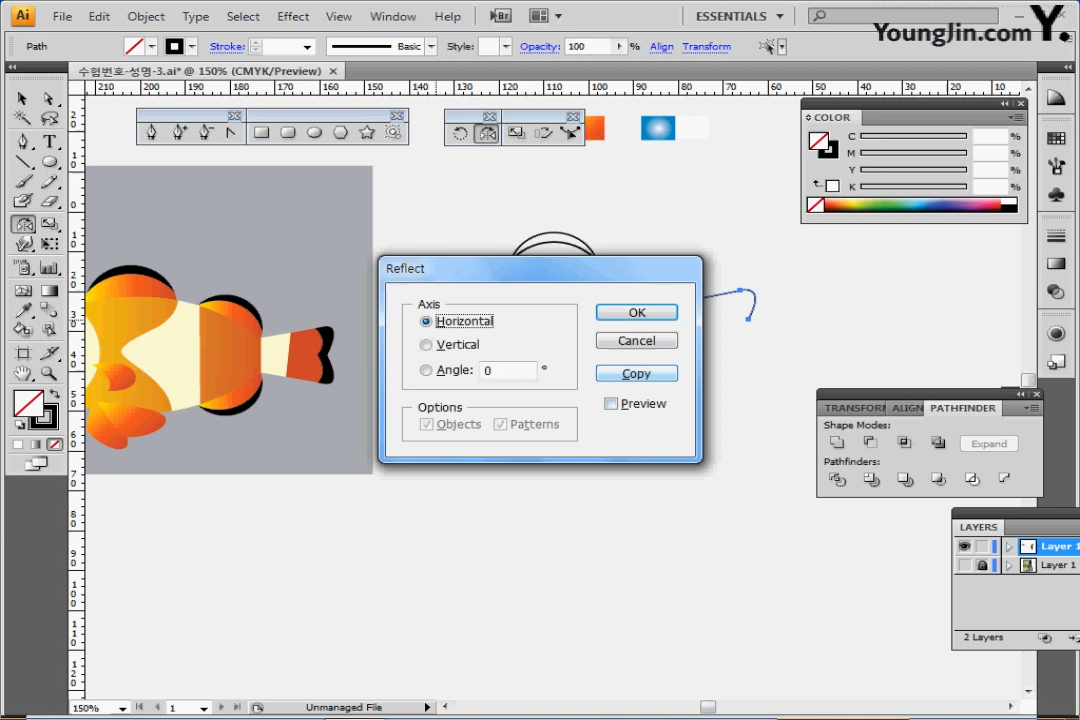 Ai File Edit Object Type Select Effect View Window Help Br ESSENTIALS
YoungJin.com Y.
Path Stroke: Basic Style: Opacity: 100 % Align Transform
수험번호-성명-3.ai* @ 150% (CMYK/Preview) ×
210 200 190 180 170 160 150 120 110 100 90 80 70 60 50 40 30 20 10
COLOR
C %
M %
Y %
K %
Reflect
Axis
Horizontal
Vertical
Angle: 0 °
Options
Objects Patterns
OK
Cancel
Copy
Preview
TRANSFORM ALIGN PATHFINDER
Shape Modes:
Expand
Pathfinders:
LAYERS
Layer 1
Layer 1
2 Layers
150% 1 Unmanaged File